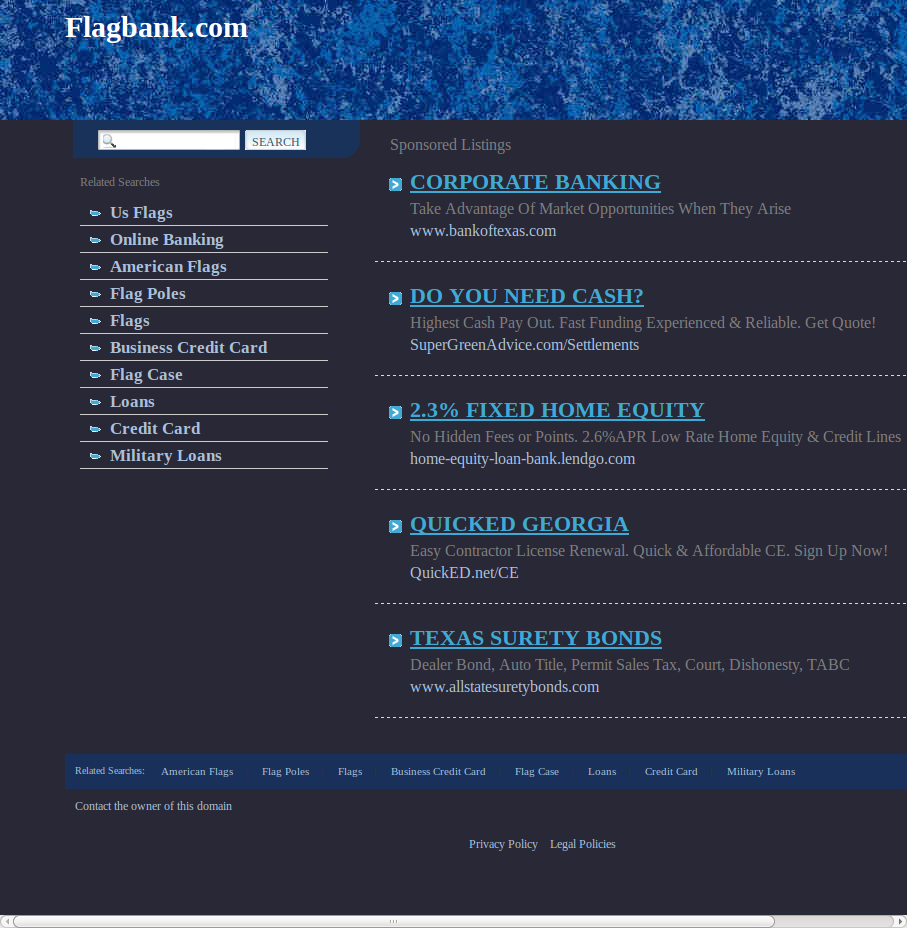 Flagbank.com
SEARCH
Related Searches
Us Flags
Online Banking
American Flags
Flag Poles
Flags
Business Credit Card
Flag Case
Loans
Credit Card
Military Loans
Sponsored Listings
CORPORATE BANKING
Take Advantage Of Market Opportunities When They Arise
www.bankoftexas.com
DO YOU NEED CASH?
Highest Cash Pay Out. Fast Funding Experienced & Reliable. Get Quote!
SuperGreenAdvice.com/Settlements
2.3% FIXED HOME EQUITY
No Hidden Fees or Points. 2.6%APR Low Rate Home Equity & Credit Lines
home-equity-loan-bank.lendgo.com
QUICKED GEORGIA
Easy Contractor License Renewal. Quick & Affordable CE. Sign Up Now!
QuickED.net/CE
TEXAS SURETY BONDS
Dealer Bond, Auto Title, Permit Sales Tax, Court, Dishonesty, TABC
www.allstatesuretybonds.com
Related Searches: American Flags Flag Poles Flags Business Credit Card Flag Case Loans Credit Card Military Loans
Contact the owner of this domain
Privacy Policy Legal Policies